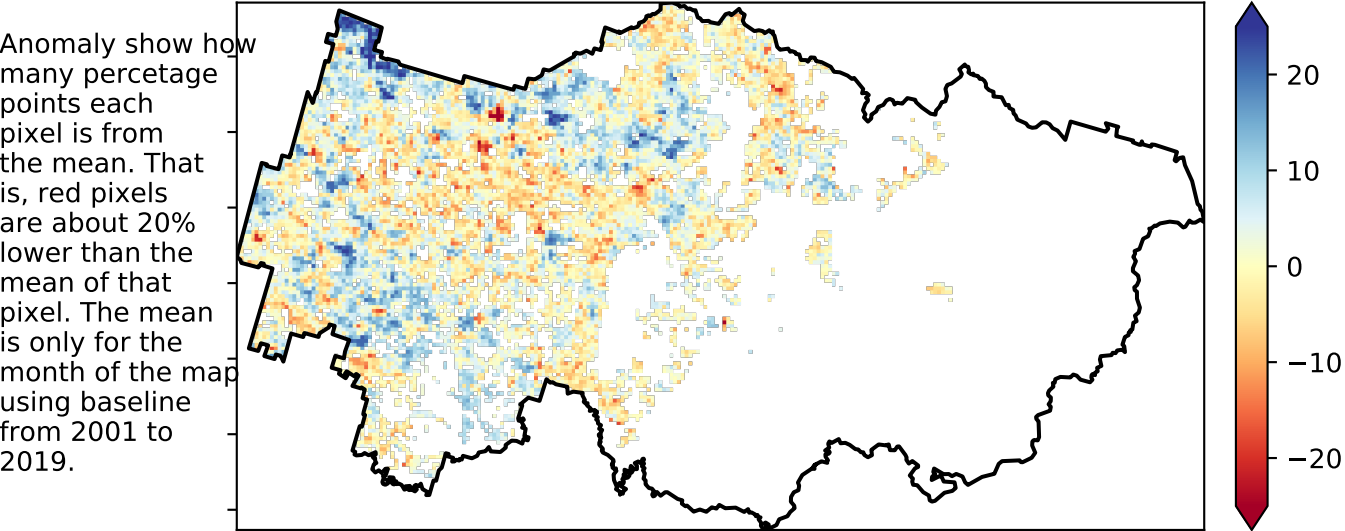 Anomaly show how
many percetage
points each
pixel is from
the mean. That
is, red pixels
are about 20%
lower than the
mean of that
pixel. The mean
is only for the
month of the map
using baseline
from 2001 to
2019.
20
10
0
−10
−20